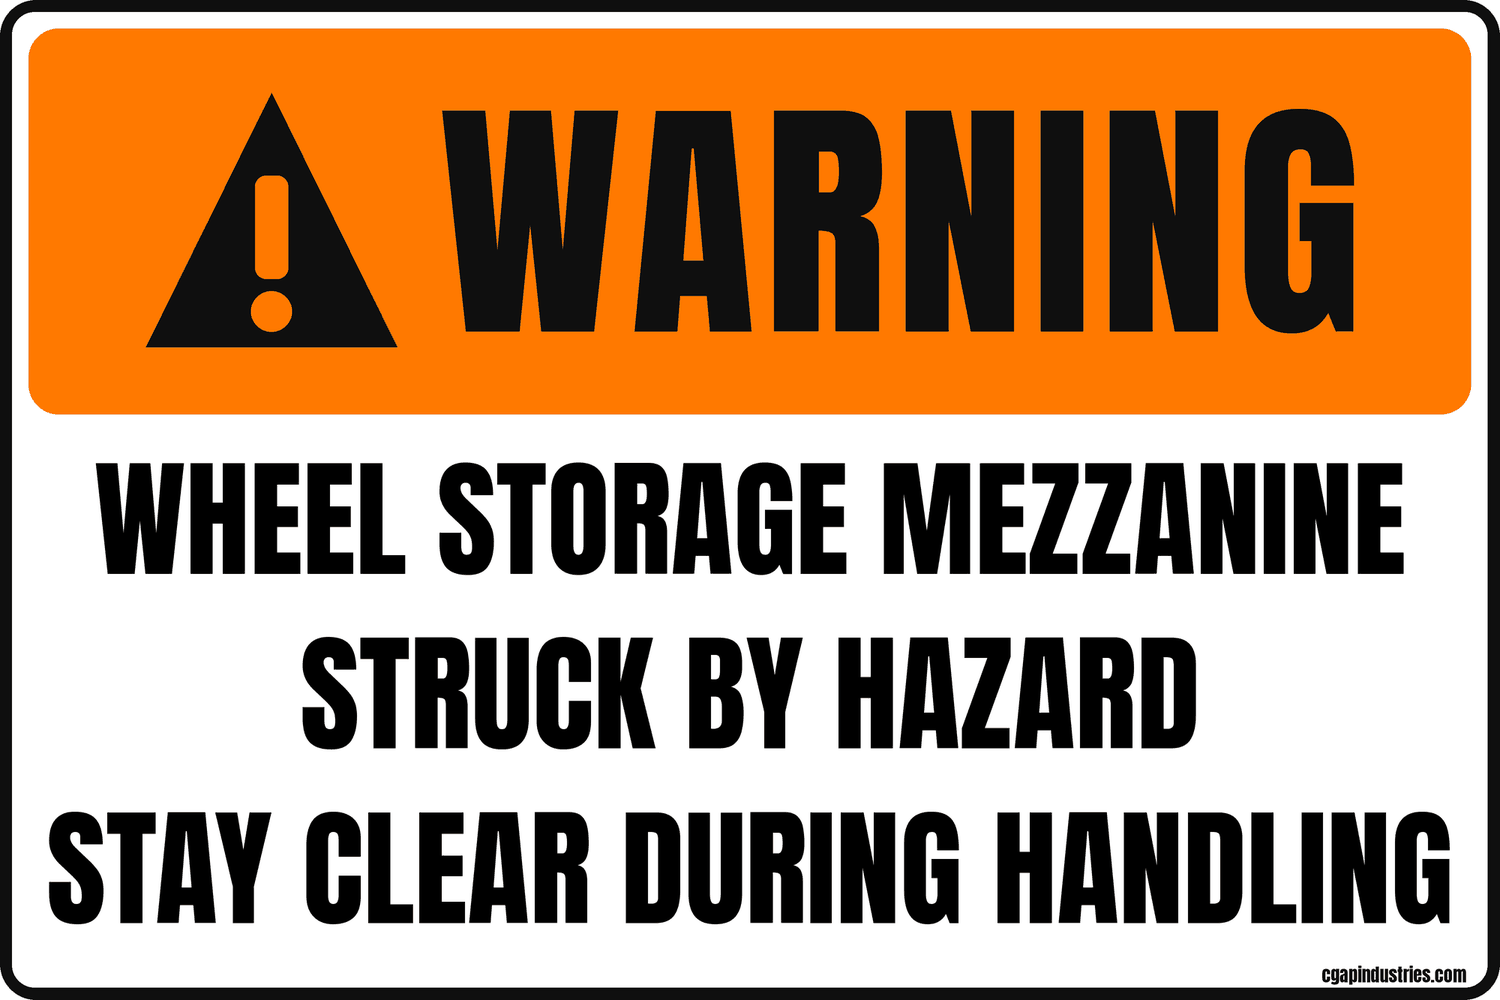 WARNING
WHEEL STORAGE MEZZANINE
STRUCK BY HAZARD
STAY CLEAR DURING HANDLING
cgapindustries.com